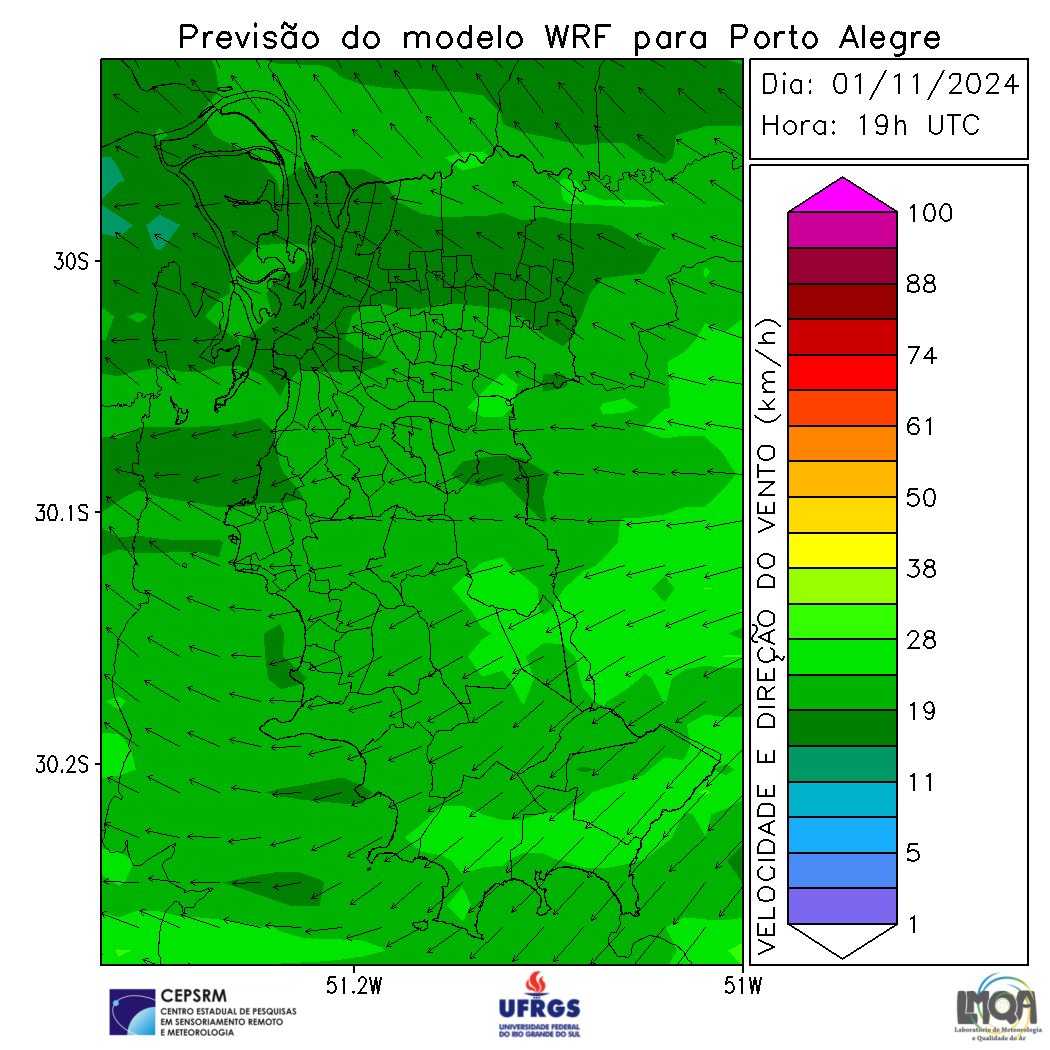 Previsão do modelo WRF para Porto Alegre
Dia: 01/11/2024
Hora: 19h UTC
30S
30.1S
30.2S
51.2W
51W
VELOCIDADE E DIREÇÃO DO VENTO (km/h)
100
88
74
61
50
38
28
19
11
5
1
CEPSRM
CENTRO ESTADUAL DE PESQUISAS
EM SENSORIAMENTO REMOTO
E METEOROLOGIA
UFRGS
UNIVERSIDADE FEDERAL
DO RIO GRANDE DO SUL
LMQA
Laboratório de Meteorologia
e Qualidade do Ar